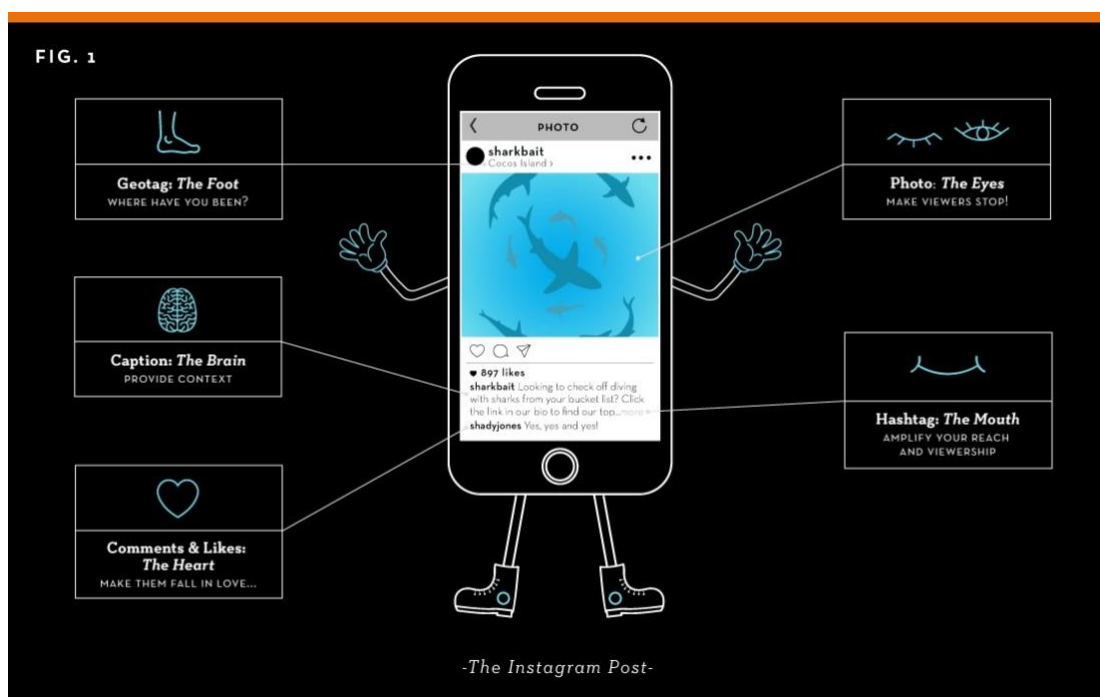 FIG. 1
Geotag: The Foot
WHERE HAVE YOU BEEN?
Caption: The Brain
PROVIDE CONTEXT
Comments & Likes:
The Heart
MAKE THEM FALL IN LOVE...
PHOTO
sharkbait
Cocos Island
897 likes
sharkbait Looking to check off diving
with sharks from your bucket list? Click
the link in our bio to find our top...more
shadyjones Yes, yes and yes!
Photo: The Eyes
MAKE VIEWERS STOP!
Hashtag: The Mouth
AMPLIFY YOUR REACH
AND VIEWERSHIP
-The Instagram Post-